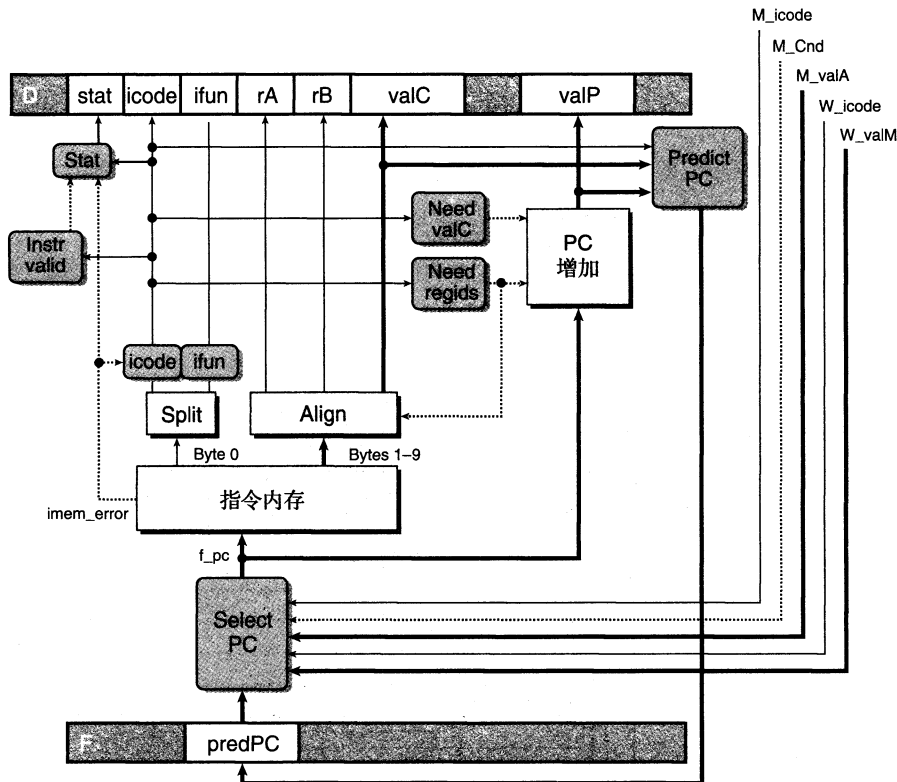 M_icode
M_Cnd
M_valA
W_icode
W_valM
D stat icode ifun rA rB valC valP
Stat
Predict
PC
Need
valC
Instr
valid
PC
增加
Need
regids
icode ifun
Split
Align
Byte 0
Bytes 1–9
指令内存
imem_error
f_pc
Select
PC
F predPC